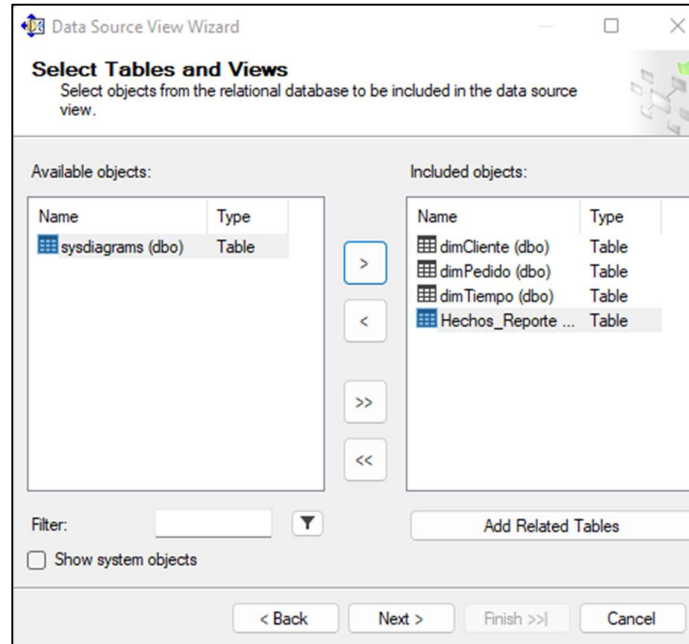 Data Source View Wizard
Select Tables and Views
Select objects from the relational database to be included in the data source
view.
Available objects:
Included objects:
Name Type
sysdiagrams (dbo) Table
Name Type
dimCliente (dbo) Table
dimPedido (dbo) Table
dimTiempo (dbo) Table
Hechos_Reporte ... Table
>
<
>>
<<
Filter:
Add Related Tables
Show system objects
< Back Next > Finish >>| Cancel